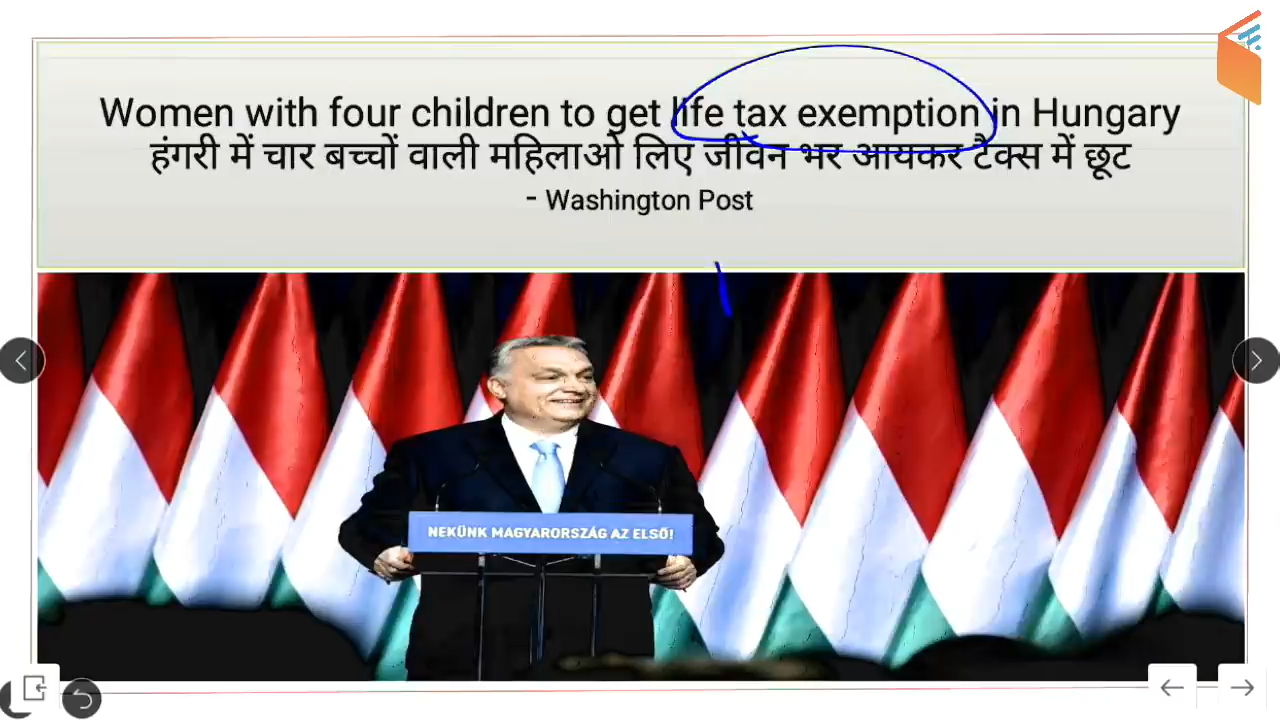 Women with four children to get life tax exemption in Hungary
हंगरी में चार बच्चों वाली महिलाओ लिए जीवन भर आयकर टैक्स में छूट
- Washington Post
NEKÜNK MAGYARORSZÁG AZ ELSŐ!